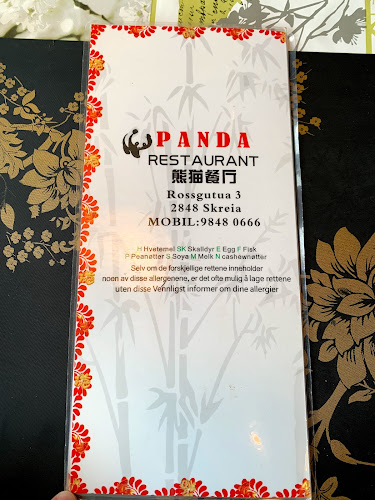 PANDA
RESTAURANT
熊猫餐厅
Rossgutua 3
2848 Skreia
MOBIL:9848 0666
H Hvetemel SK Skalldyr E Egg F Fisk
P Peanøtter S Soya M Melk N cashewnøtter
Selv om de forskjellige rettene inneholder
noen av disse allergenene, er det ofte mulig å lage rettene
uten disse Vennligst informer om dine allergier